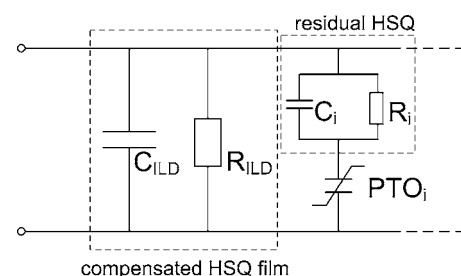 residual HSQ
C_i
R_i
C_ILD
R_ILD
PTO_i
compensated HSQ film